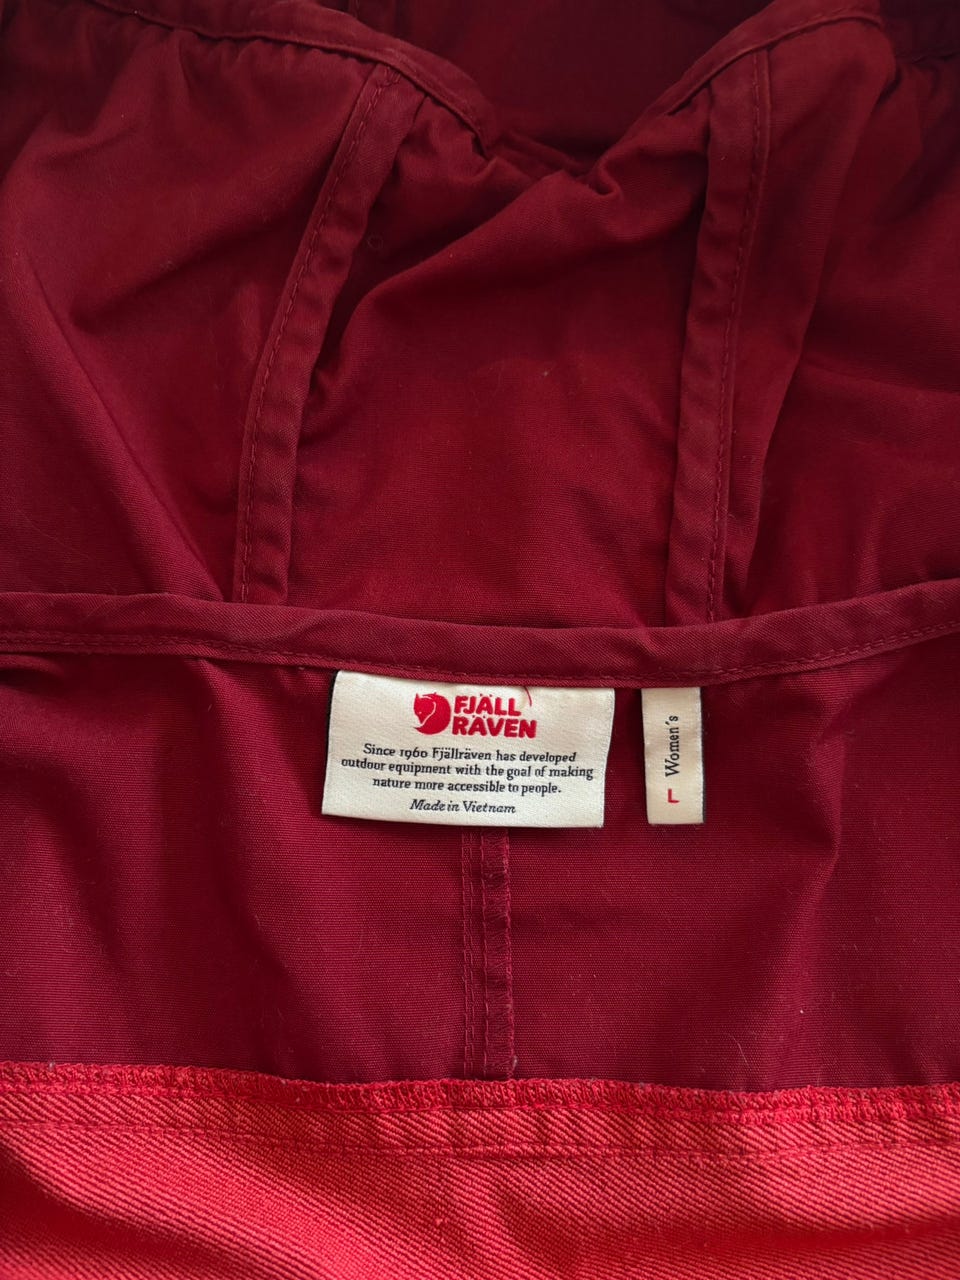 FJÄLL
RÄVEN
Since 1960 Fjällräven has developed
outdoor equipment with the goal of making
nature more accessible to people.
Made in Vietnam
Women's
L